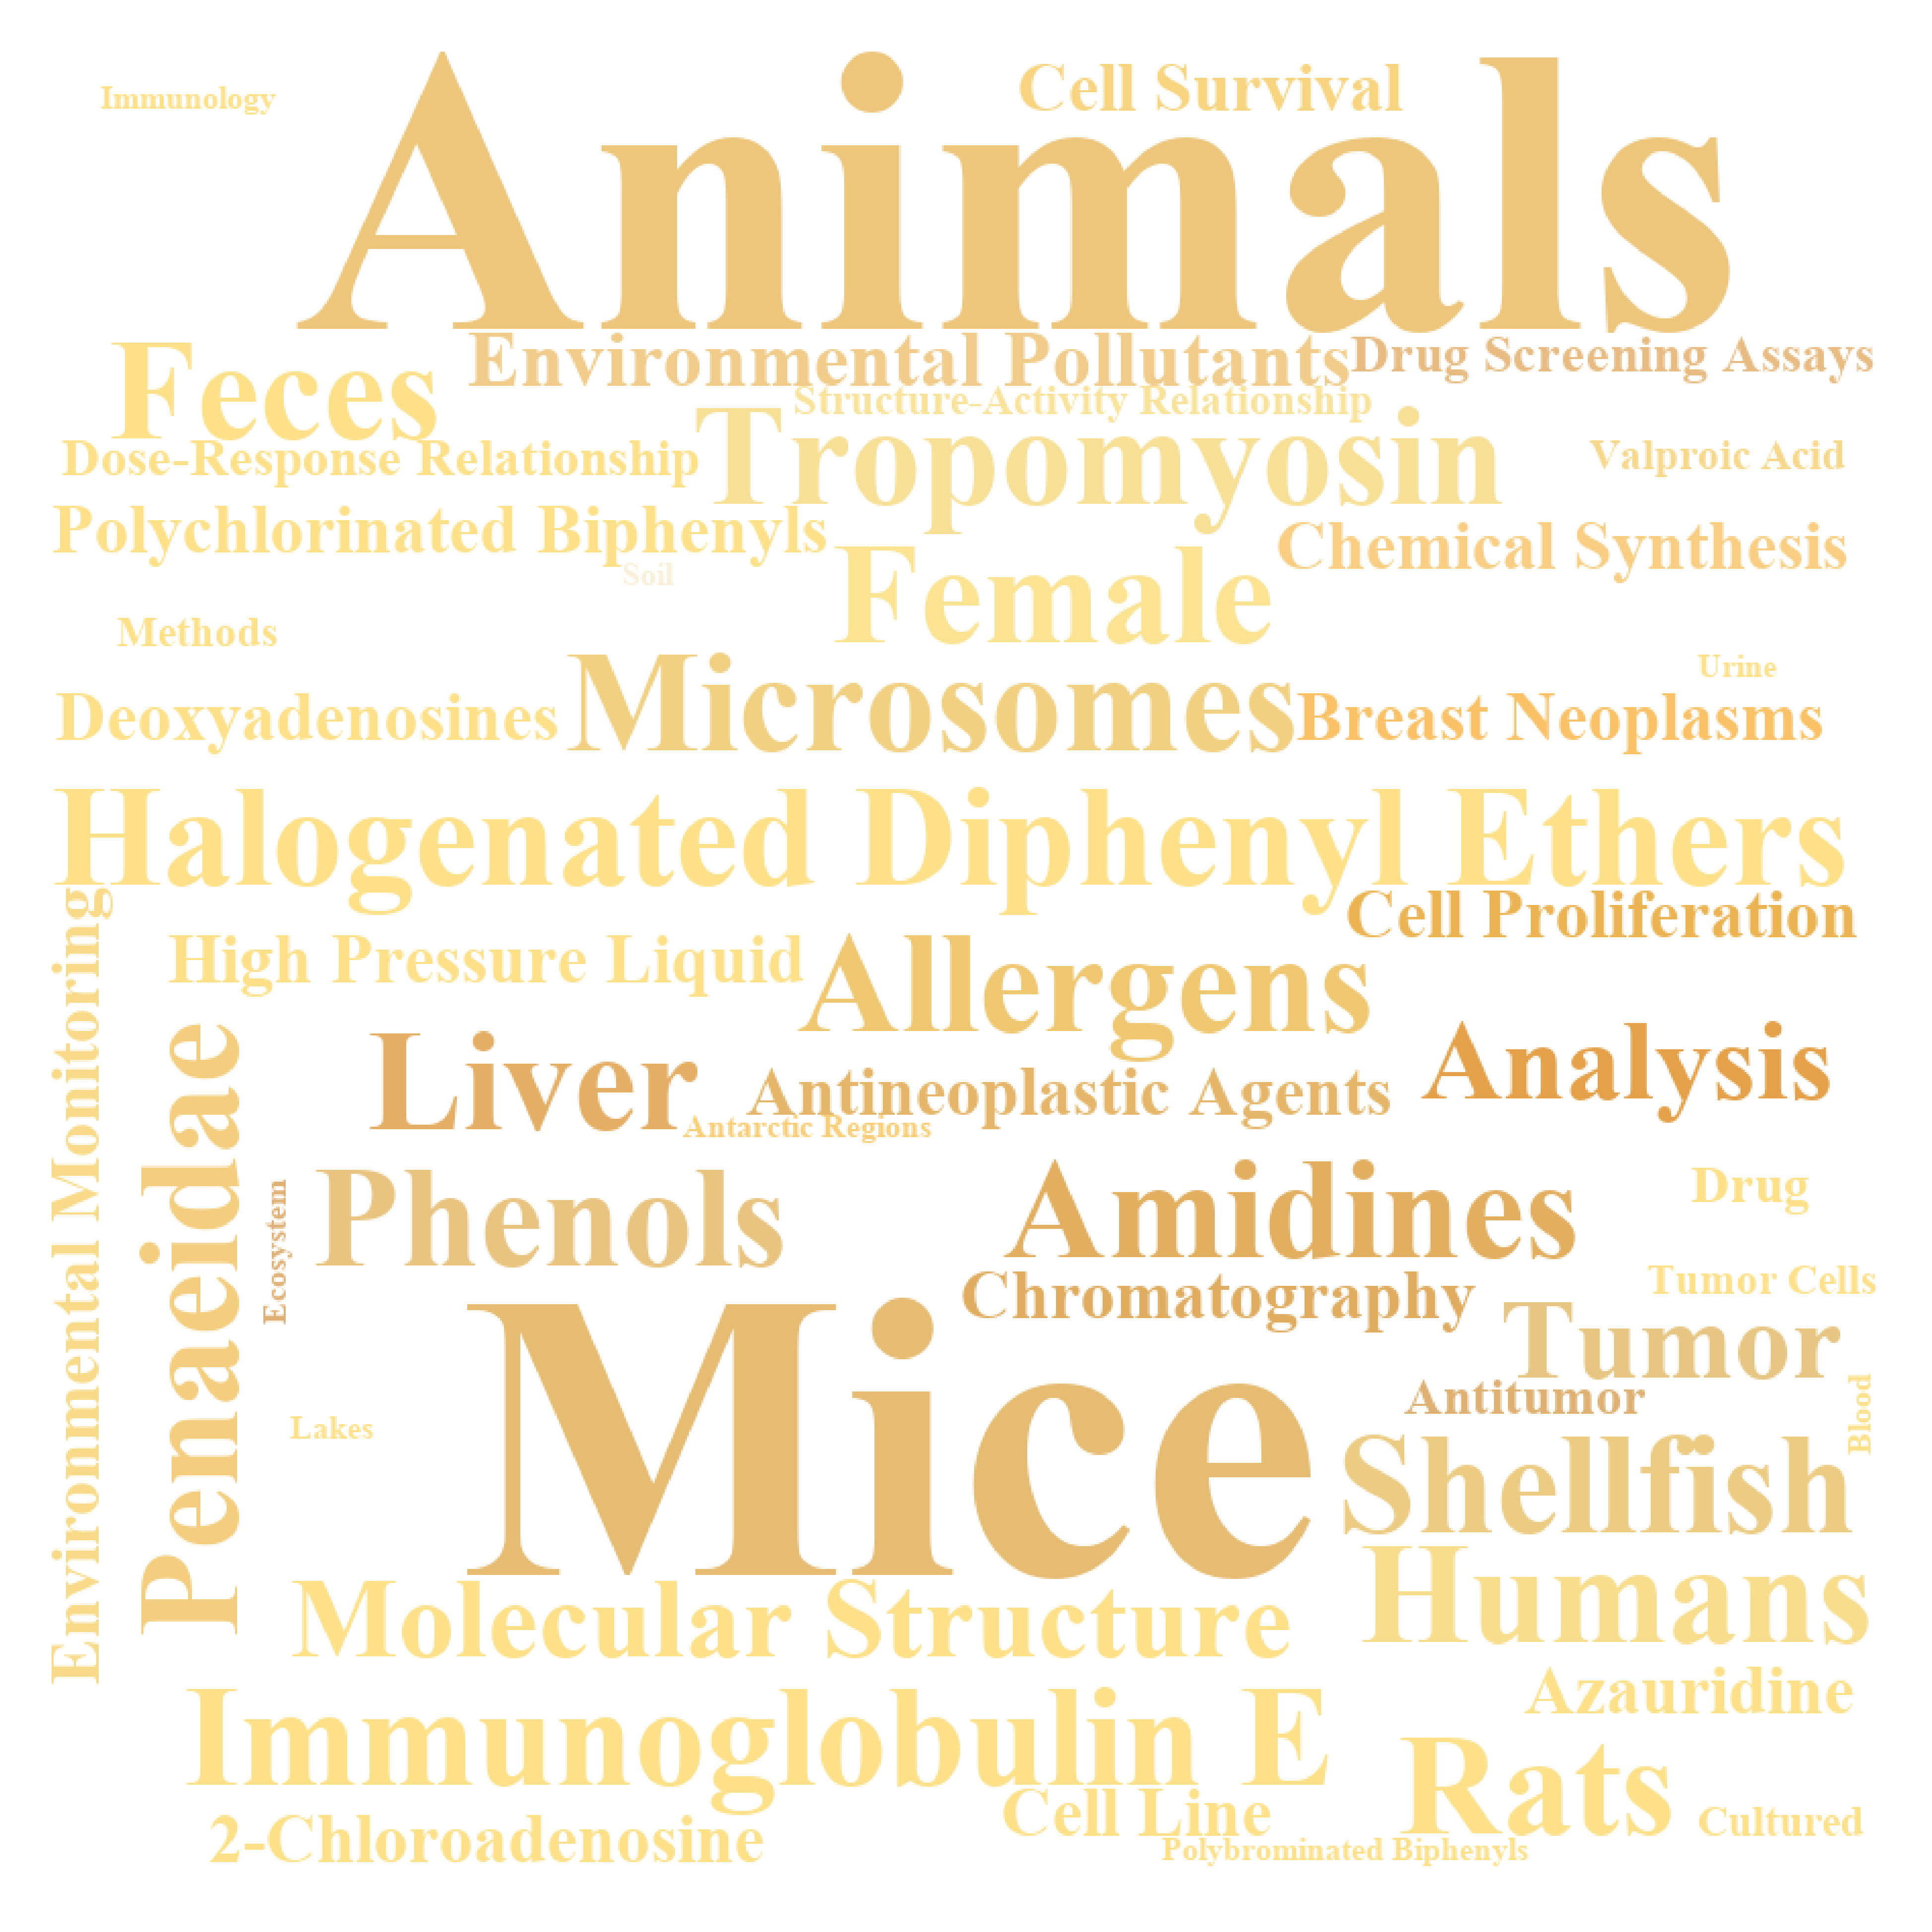 Immunology
Cell Survival
Animals
Environmental Pollutants
Drug Screening Assays
Feces
Structure-Activity Relationship
Tropomyosin
Dose-Response Relationship
Valproic Acid
Polychlorinated Biphenyls
Chemical Synthesis
Soil
Female
Methods
Urine
Microsomes
Deoxyadenosines
Breast Neoplasms
Halogenated Diphenyl Ethers
Cell Proliferation
High Pressure Liquid
Allergens
Environmental Monitoring
Penaeidae
Liver
Analysis
Antineoplastic Agents
Antarctic Regions
Phenols
Amidines
Drug
Ecosystem
Chromatography
Tumor Cells
Tumor
Mice
Antitumor
Blood
Lakes
Shellfish
Humans
Molecular Structure
Azauridine
Immunoglobulin E
Rats
Cell Line
Cultured
2-Chloroadenosine
Polybrominated Biphenyls